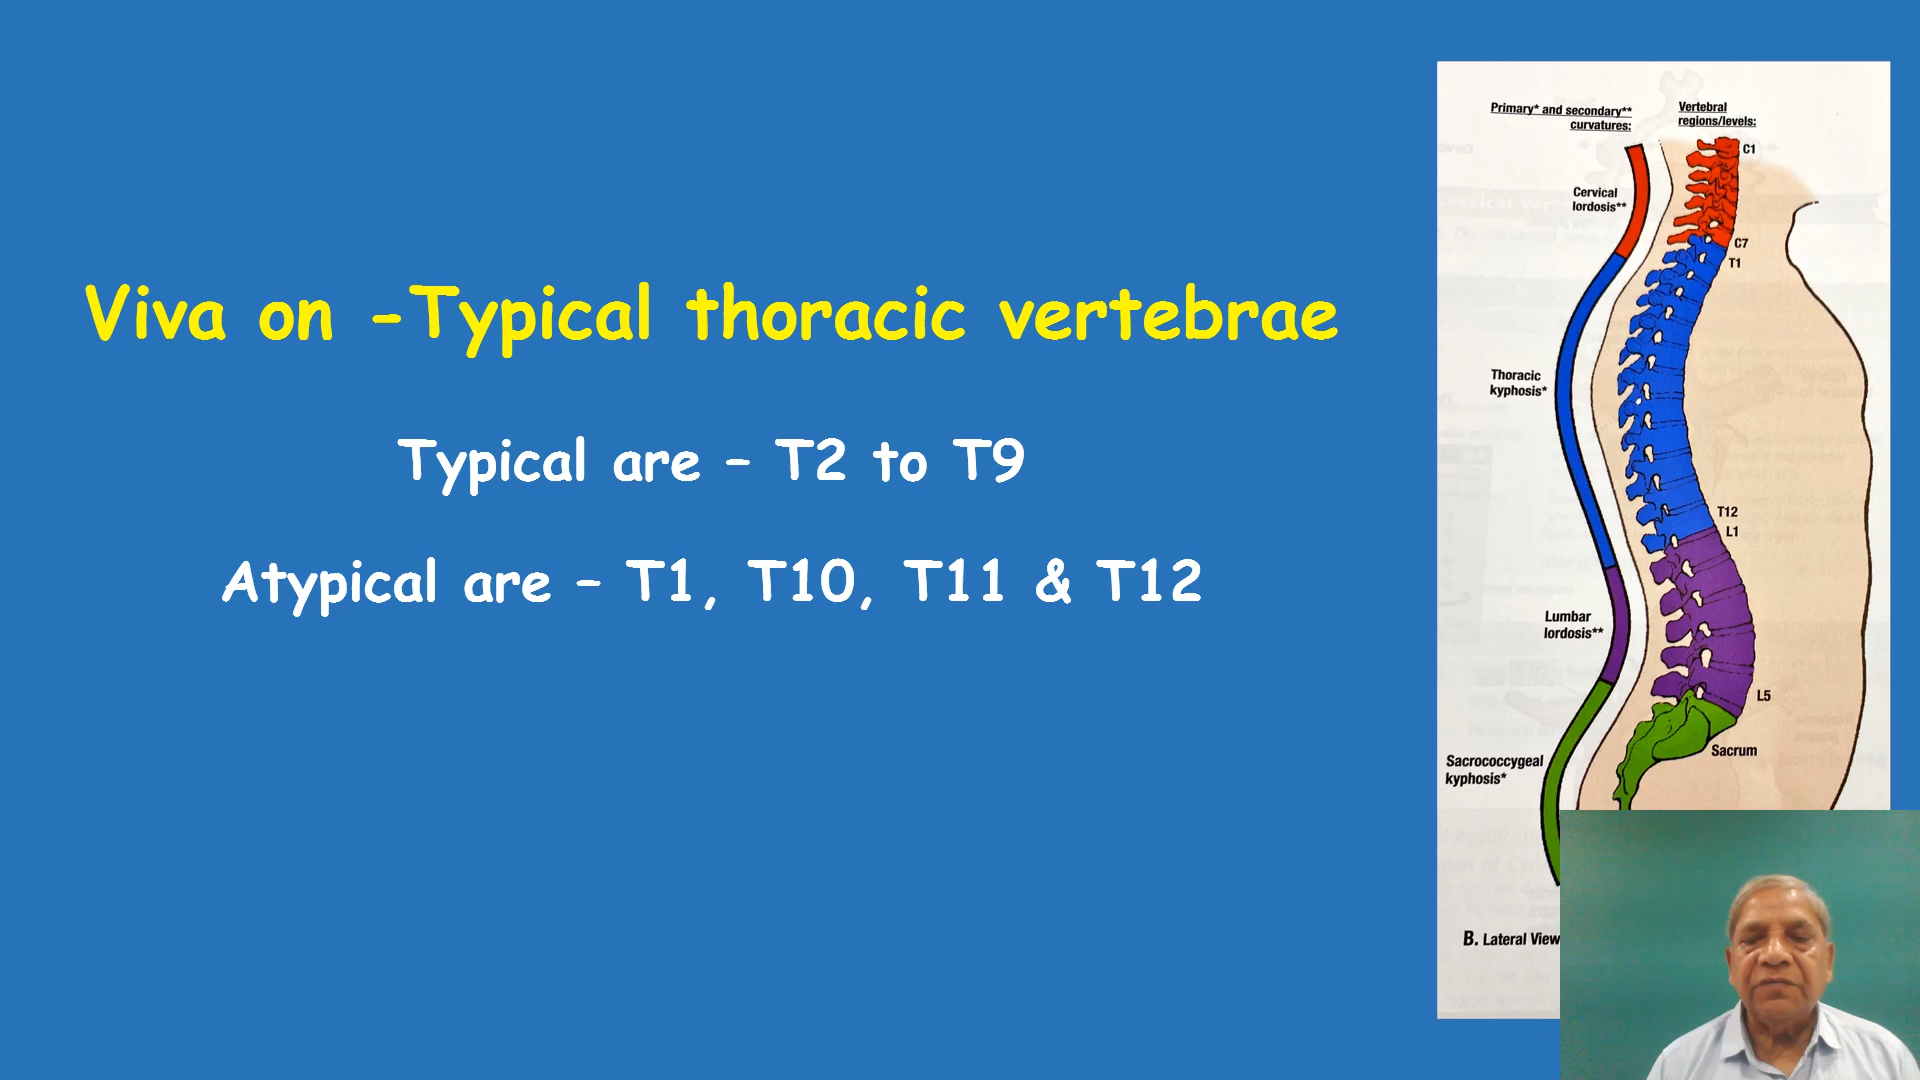 Viva on -Typical thoracic vertebrae
Typical are – T2 to T9
Atypical are – T1, T10, T11 & T12
Primary* and secondary**
curvatures:
Vertebral
regions/levels:
C1
Cervical
lordosis**
C7
T1
Thoracic
kyphosis*
T12
L1
Lumbar
lordosis**
L5
Sacrum
Sacrococcygeal
kyphosis*
B. Lateral View